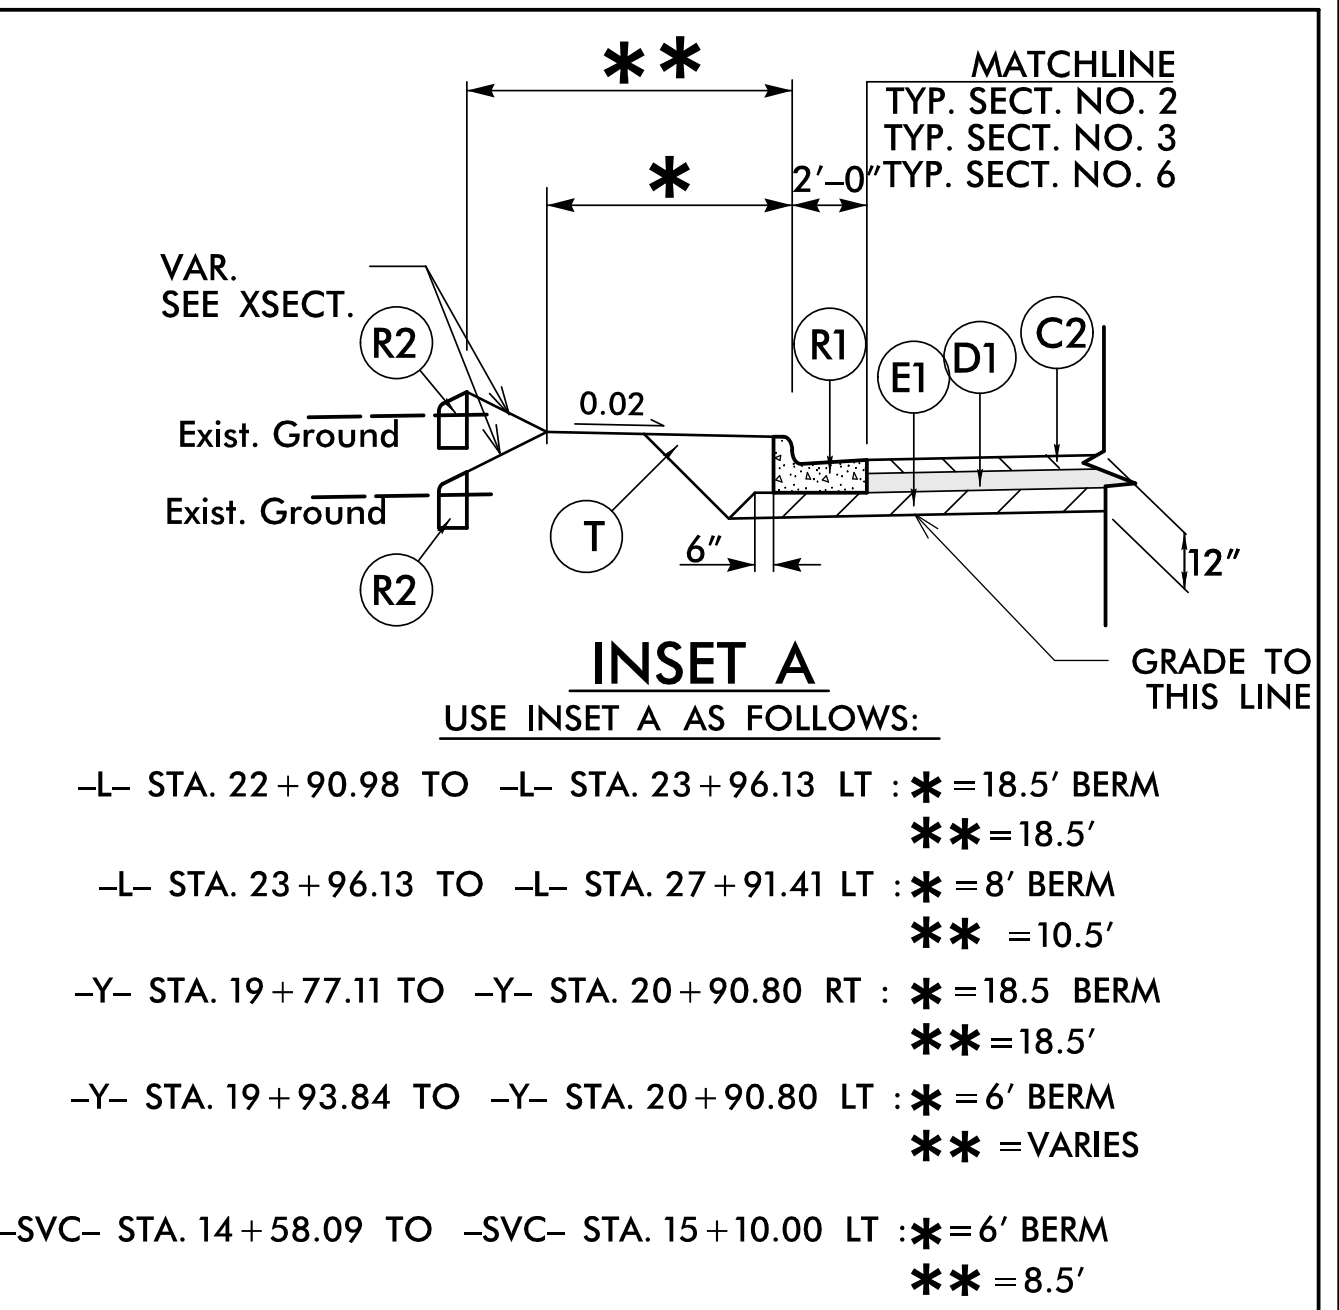 ** 
MATCHLINE
TYP. SECT. NO. 2
TYP. SECT. NO. 3
* 2'–0" TYP. SECT. NO. 6
VAR.
SEE XSECT.
R2
R1
E1
D1
C2
0.02
Exist. Ground
Exist. Ground
T
6"
12"
R2
INSET A
GRADE TO
THIS LINE
USE INSET A AS FOLLOWS:
–L– STA. 22+90.98 TO –L– STA. 23+96.13 LT : * =18.5' BERM
** =18.5'
–L– STA. 23+96.13 TO –L– STA. 27+91.41 LT : * =8' BERM
** =10.5'
–Y– STA. 19+77.11 TO –Y– STA. 20+90.80 RT : * =18.5 BERM
** =18.5'
–Y– STA. 19+93.84 TO –Y– STA. 20+90.80 LT : * =6' BERM
** =VARIES
–SVC– STA. 14+58.09 TO –SVC– STA. 15+10.00 LT : * =6' BERM
** =8.5'